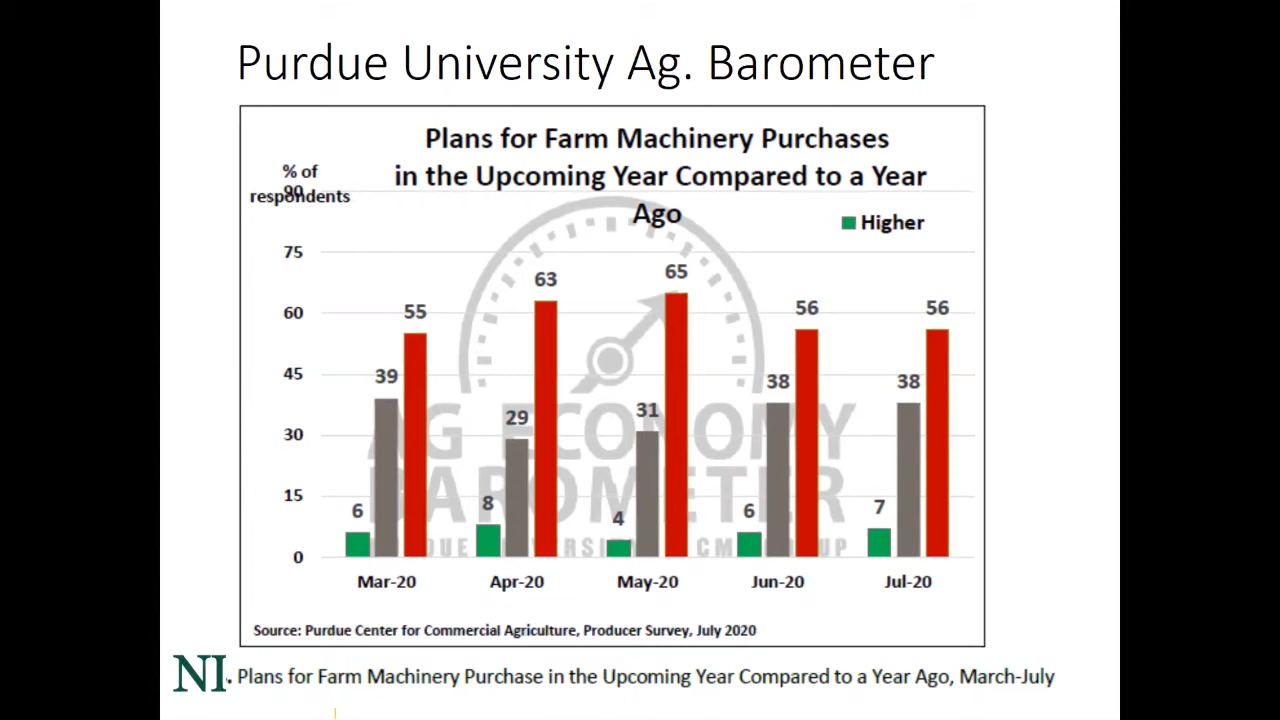 Purdue University Ag. Barometer
Plans for Farm Machinery Purchases
in the Upcoming Year Compared to a Year
Ago
% of
respondents
Higher
90
75
60
45
30
15
0
6
39
55
8
29
63
4
31
65
6
38
56
7
38
56
AG ECONOMY
BAROMETER
Mar-20
Apr-20
May-20
Jun-20
Jul-20
Source: Purdue Center for Commercial Agriculture, Producer Survey, July 2020
NI. Plans for Farm Machinery Purchase in the Upcoming Year Compared to a Year Ago, March-July